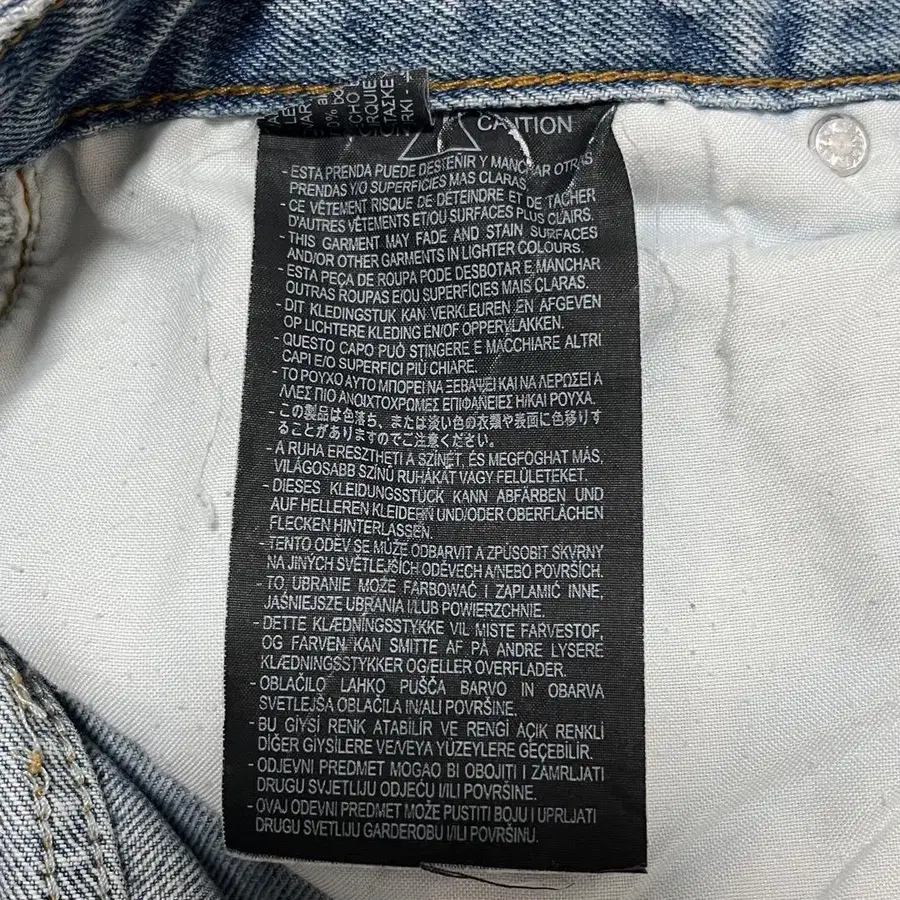 CAUTION
- ESTA PRENDA PUEDE DESTEÑIR Y MANCHAR OTRAS
PRENDAS Y/O SUPERFICIES MAS CLARAS.
- CE VÊTEMENT RISQUE DE DÉTEINDRE ET DE TACHER
D'AUTRES VÊTEMENTS ET/OU SURFACES PLUS CLAIRS.
- THIS GARMENT MAY FADE AND STAIN SURFACES
AND/OR OTHER GARMENTS IN LIGHTER COLOURS.
- ESTA PEÇA DE ROUPA PODE DESBOTAR E MANCHAR
OUTRAS ROUPAS E/OU SUPERFÍCIES MAIS CLARAS.
- DIT KLEDINGSTUK KAN VERKLEUREN EN AFGEVEN
OP LICHTERE KLEDING EN/OF OPPERVLAKKEN.
- QUESTO CAPO PUÒ STINGERE E MACCHIARE ALTRI
CAPI E/O SUPERFICI PIÙ CHIARE.
- ΤΟ ΡΟΥΧΟ ΑΥΤΟ ΜΠΟΡΕΙ ΝΑ ΞΕΒΑΨΕΙ ΚΑΙ ΝΑ ΛΕΡΩΣΕΙ Α
ΛΛΕΣ ΠΙΟ ΑΝΟΙΧΤΟΧΡΩΜΕΣ ΕΠΙΦΑΝΕΙΕΣ Η/ΚΑΙ ΡΟΥΧΑ.
- この製品は色落ち、または淡い色の衣類や表面に色移りす
ることがありますのでご注意ください。
- A RUHA ERESZTHETI A SZÍNÉT, ÉS MEGFOGHAT MÁS,
VILÁGOSABB SZÍNŰ RUHÁKAT VAGY FELÜLETEKET.
- DIESES KLEIDUNGSSTÜCK KANN ABFÄRBEN UND
AUF HELLEREN KLEIDERN UND/ODER OBERFLÄCHEN
FLECKEN HINTERLASSEN.
- TENTO ODĚV SE MŮŽE ODBARVIT A ZPŮSOBIT SKVRNY
NA JINÝCH SVĚTLEJŠÍCH ODĚVECH A/NEBO POVRŠÍCH.
- TO UBRANIE MOŻE FARBOWAĆ I ZAPLAMIĆ INNE,
JAŚNIEJSZE UBRANIA I/LUB POWIERZCHNIE.
- DETTE KLÆDNINGSSTYKKE VIL MISTE FARVESTOF,
OG FARVEN KAN SMITTE AF PÅ ANDRE LYSERE
KLÆDNINGSSTYKKER OG/ELLER OVERFLADER.
- OBLAČILO LAHKO PUŠČA BARVO IN OBARVA
SVETLEJŠA OBLAČILA IN/ALI POVRŠINE.
- BU GİYSİ RENK ATABİLİR VE RENGİ AÇIK RENKLİ
DİĞER GİYSİLERE VE/VEYA YÜZEYLERE GEÇEBİLİR.
- ODJEVNI PREDMET MOGAO BI OBOJITI I ZAMRLJATI
DRUGU SVJETLIJU ODJEĆU I/ILI POVRŠINE.
- OVAJ ODEVNI PREDMET MOŽE PUSTITI BOJU I UPRLJATI
DRUGU SVETLIJU GARDEROBU I/ILI POVRŠINU.